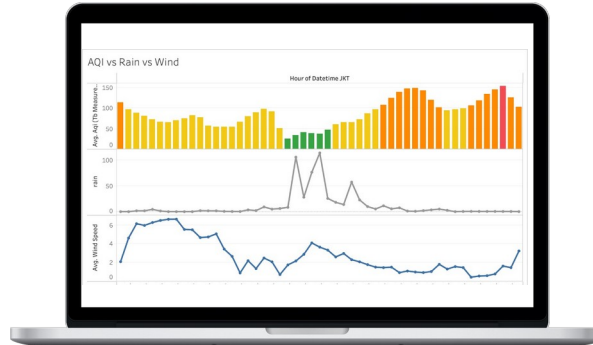 AQI vs Rain vs Wind
Hour of Datetime JKT
Avg. Aqi (Tb Measure..
150
100
50
0
rain
100
50
0
Avg. Wind Speed
6
4
2
0